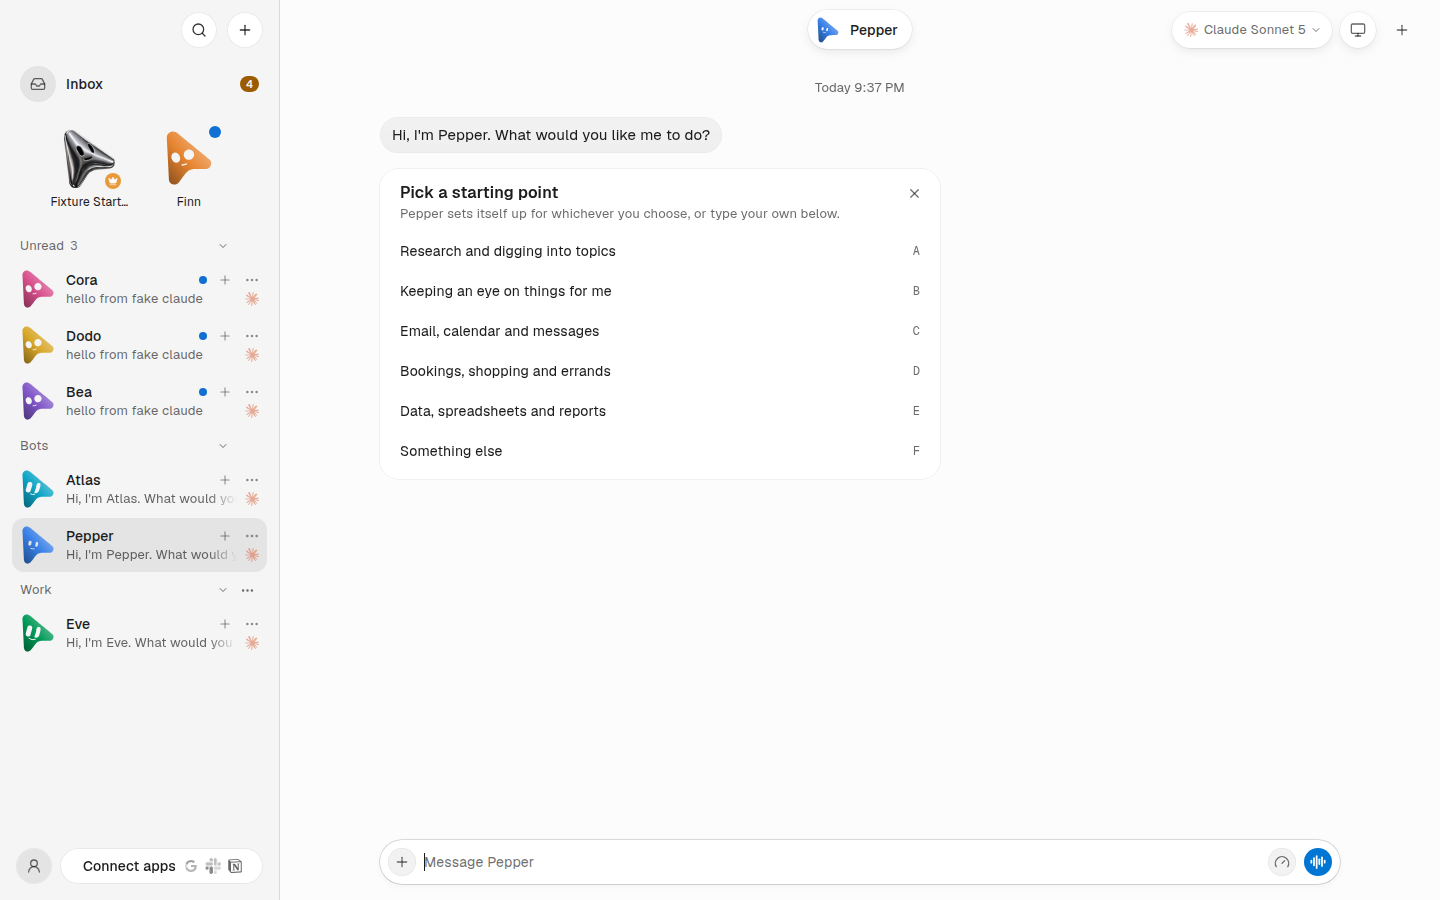 Inbox
4
Fixture Start...
Finn
Unread 3
Cora
hello from fake claude
Dodo
hello from fake claude
Bea
hello from fake claude
Bots
Atlas
Hi, I'm Atlas. What would yo
Pepper
Hi, I'm Pepper. What would
Work
Eve
Hi, I'm Eve. What would you
Connect apps
Pepper
Claude Sonnet 5
Today 9:37 PM
Hi, I'm Pepper. What would you like me to do?
Pick a starting point
Pepper sets itself up for whichever you choose, or type your own below.
Research and digging into topics A
Keeping an eye on things for me B
Email, calendar and messages C
Bookings, shopping and errands D
Data, spreadsheets and reports E
Something else F
Message Pepper